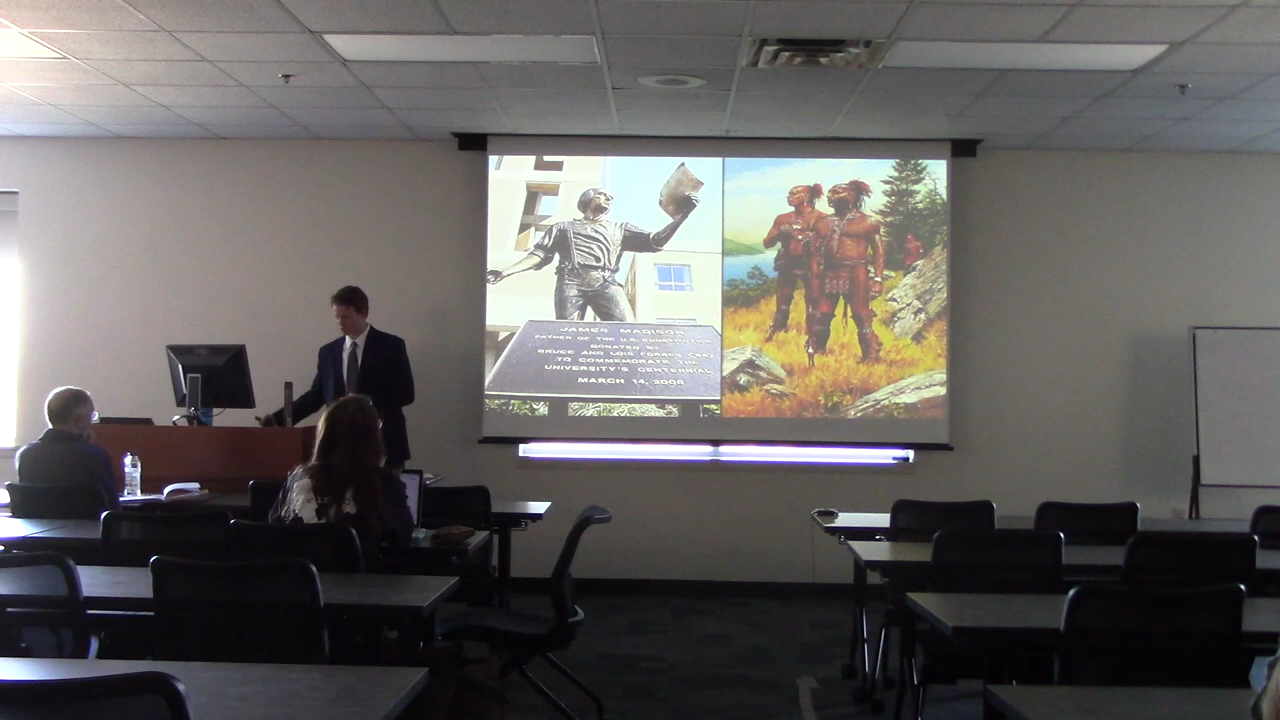 JAMES MADISON
FATHER OF THE U.S. CONSTITUTION
DONATED BY
BRUCE AND LOIS FORBES ('64)
TO COMMEMORATE THE
UNIVERSITY'S CENTENNIAL
MARCH 14, 2008